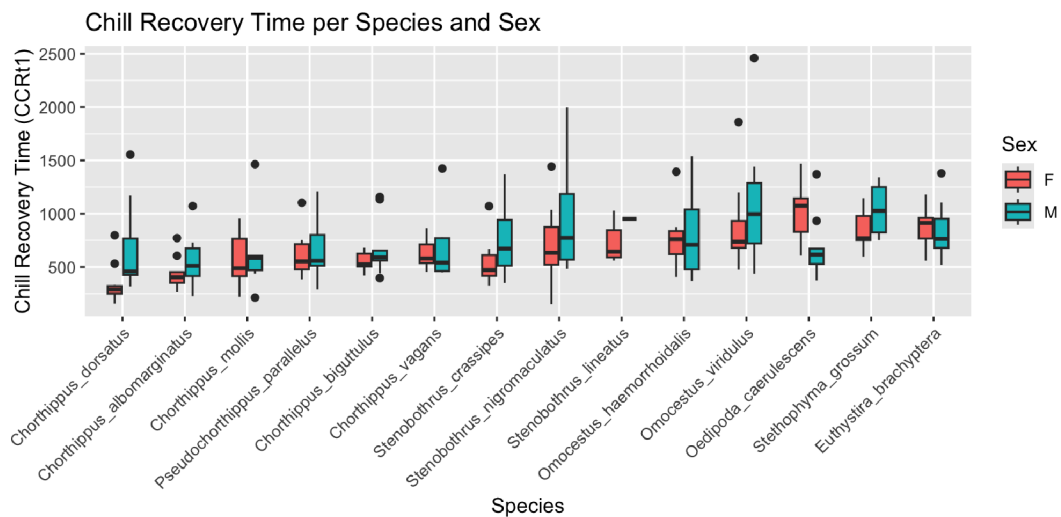 Chill Recovery Time per Species and Sex
Chill Recovery Time (CCRt1)
2500
2000
1500
1000
500
Chorthippus_dorsatus
Chorthippus_albomarginatus
Chorthippus_mollis
Pseudochorthippus_parallelus
Chorthippus_biguttulus
Chorthippus_vagans
Stenobothrus_crassipes
Stenobothrus_nigromaculatus
Stenobothrus_lineatus
Omocestus_haemorrhoidalis
Omocestus_viridulus
Oedipoda_caerulescens
Stethophyma_grossum
Euthystira_brachyptera
Species
Sex
F
M